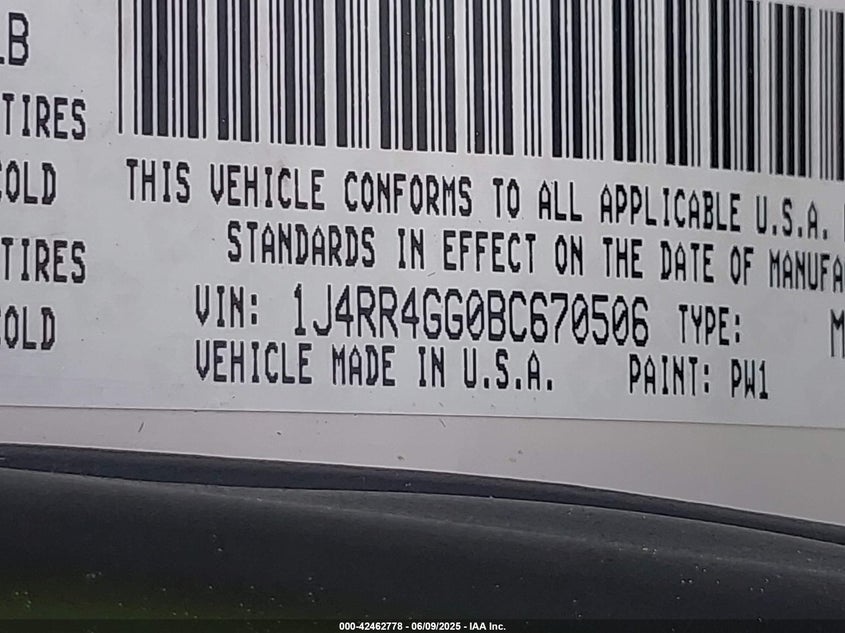 LB
TIRES
COLD
TIRES
COLD
THIS VEHICLE CONFORMS TO ALL APPLICABLE U.S.A.
STANDARDS IN EFFECT ON THE DATE OF MANUFA
VIN: 1J4RR4GG0BC670506 TYPE: M
VEHICLE MADE IN U.S.A. PAINT: PW1
000-42462778 - 06/09/2025 - IAA Inc.